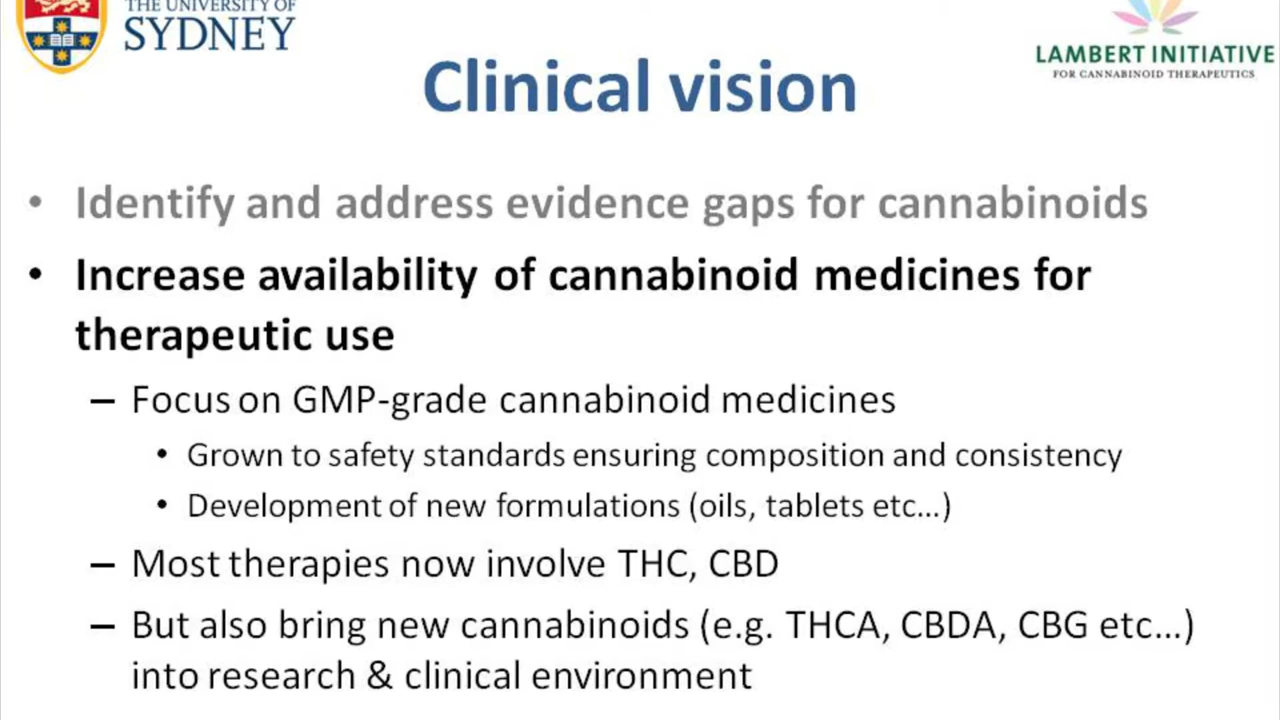 THE UNIVERSITY OF
SYDNEY
LAMBERT INITIATIVE
FOR CANNABINOID THERAPEUTICS
Clinical vision
• Identify and address evidence gaps for cannabinoids
• Increase availability of cannabinoid medicines for
therapeutic use
– Focus on GMP-grade cannabinoid medicines
• Grown to safety standards ensuring composition and consistency
• Development of new formulations (oils, tablets etc...)
– Most therapies now involve THC, CBD
– But also bring new cannabinoids (e.g. THCA, CBDA, CBG etc...)
into research & clinical environment